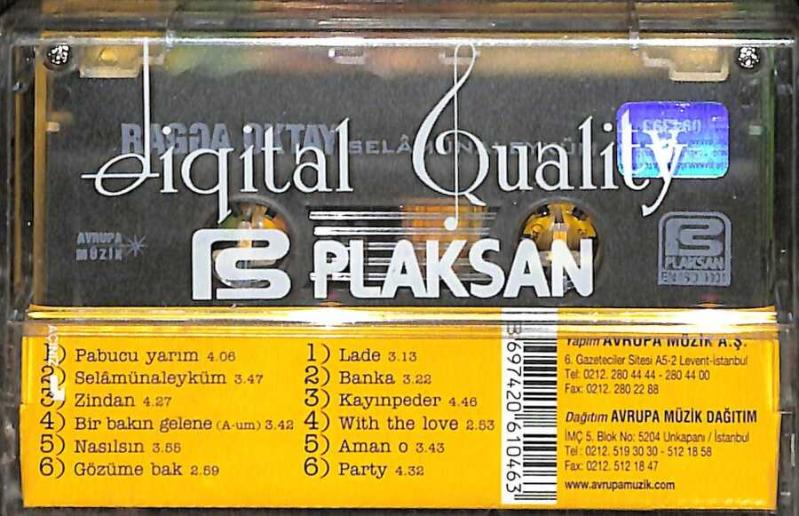 digital Quality
RAGGA OKTAY SELÂMÜNALEYKÜM
AVRUPA
MÜZİK
PLAKSAN
PLAKSAN
1) Pabucu yarım 4.06
2) Selâmünaleyküm 3.47
3) Zindan 4.27
4) Bir bakın gelene (A-um) 3.42
5) Nasılsın 3.55
6) Gözüme bak 2.59
1) Lade 3.13
2) Banka 3.22
3) Kayınpeder 4.46
4) With the love 2.53
5) Aman o 3.43
6) Party 4.32
8697420610463
Yapım AVRUPA MÜZİK A.Ş.
6. Gazeteciler Sitesi A5-2 Levent-İstanbul
Tel: 0212. 280 44 44 - 280 44 00
Fax: 0212. 280 22 88
Dağıtım AVRUPA MÜZİK DAĞITIM
İMÇ 5. Blok No: 5204 Unkapanı / İstanbul
Tel : 0212. 519 30 30 - 512 18 58
Fax: 0212. 512 18 47
www.avrupamuzik.com